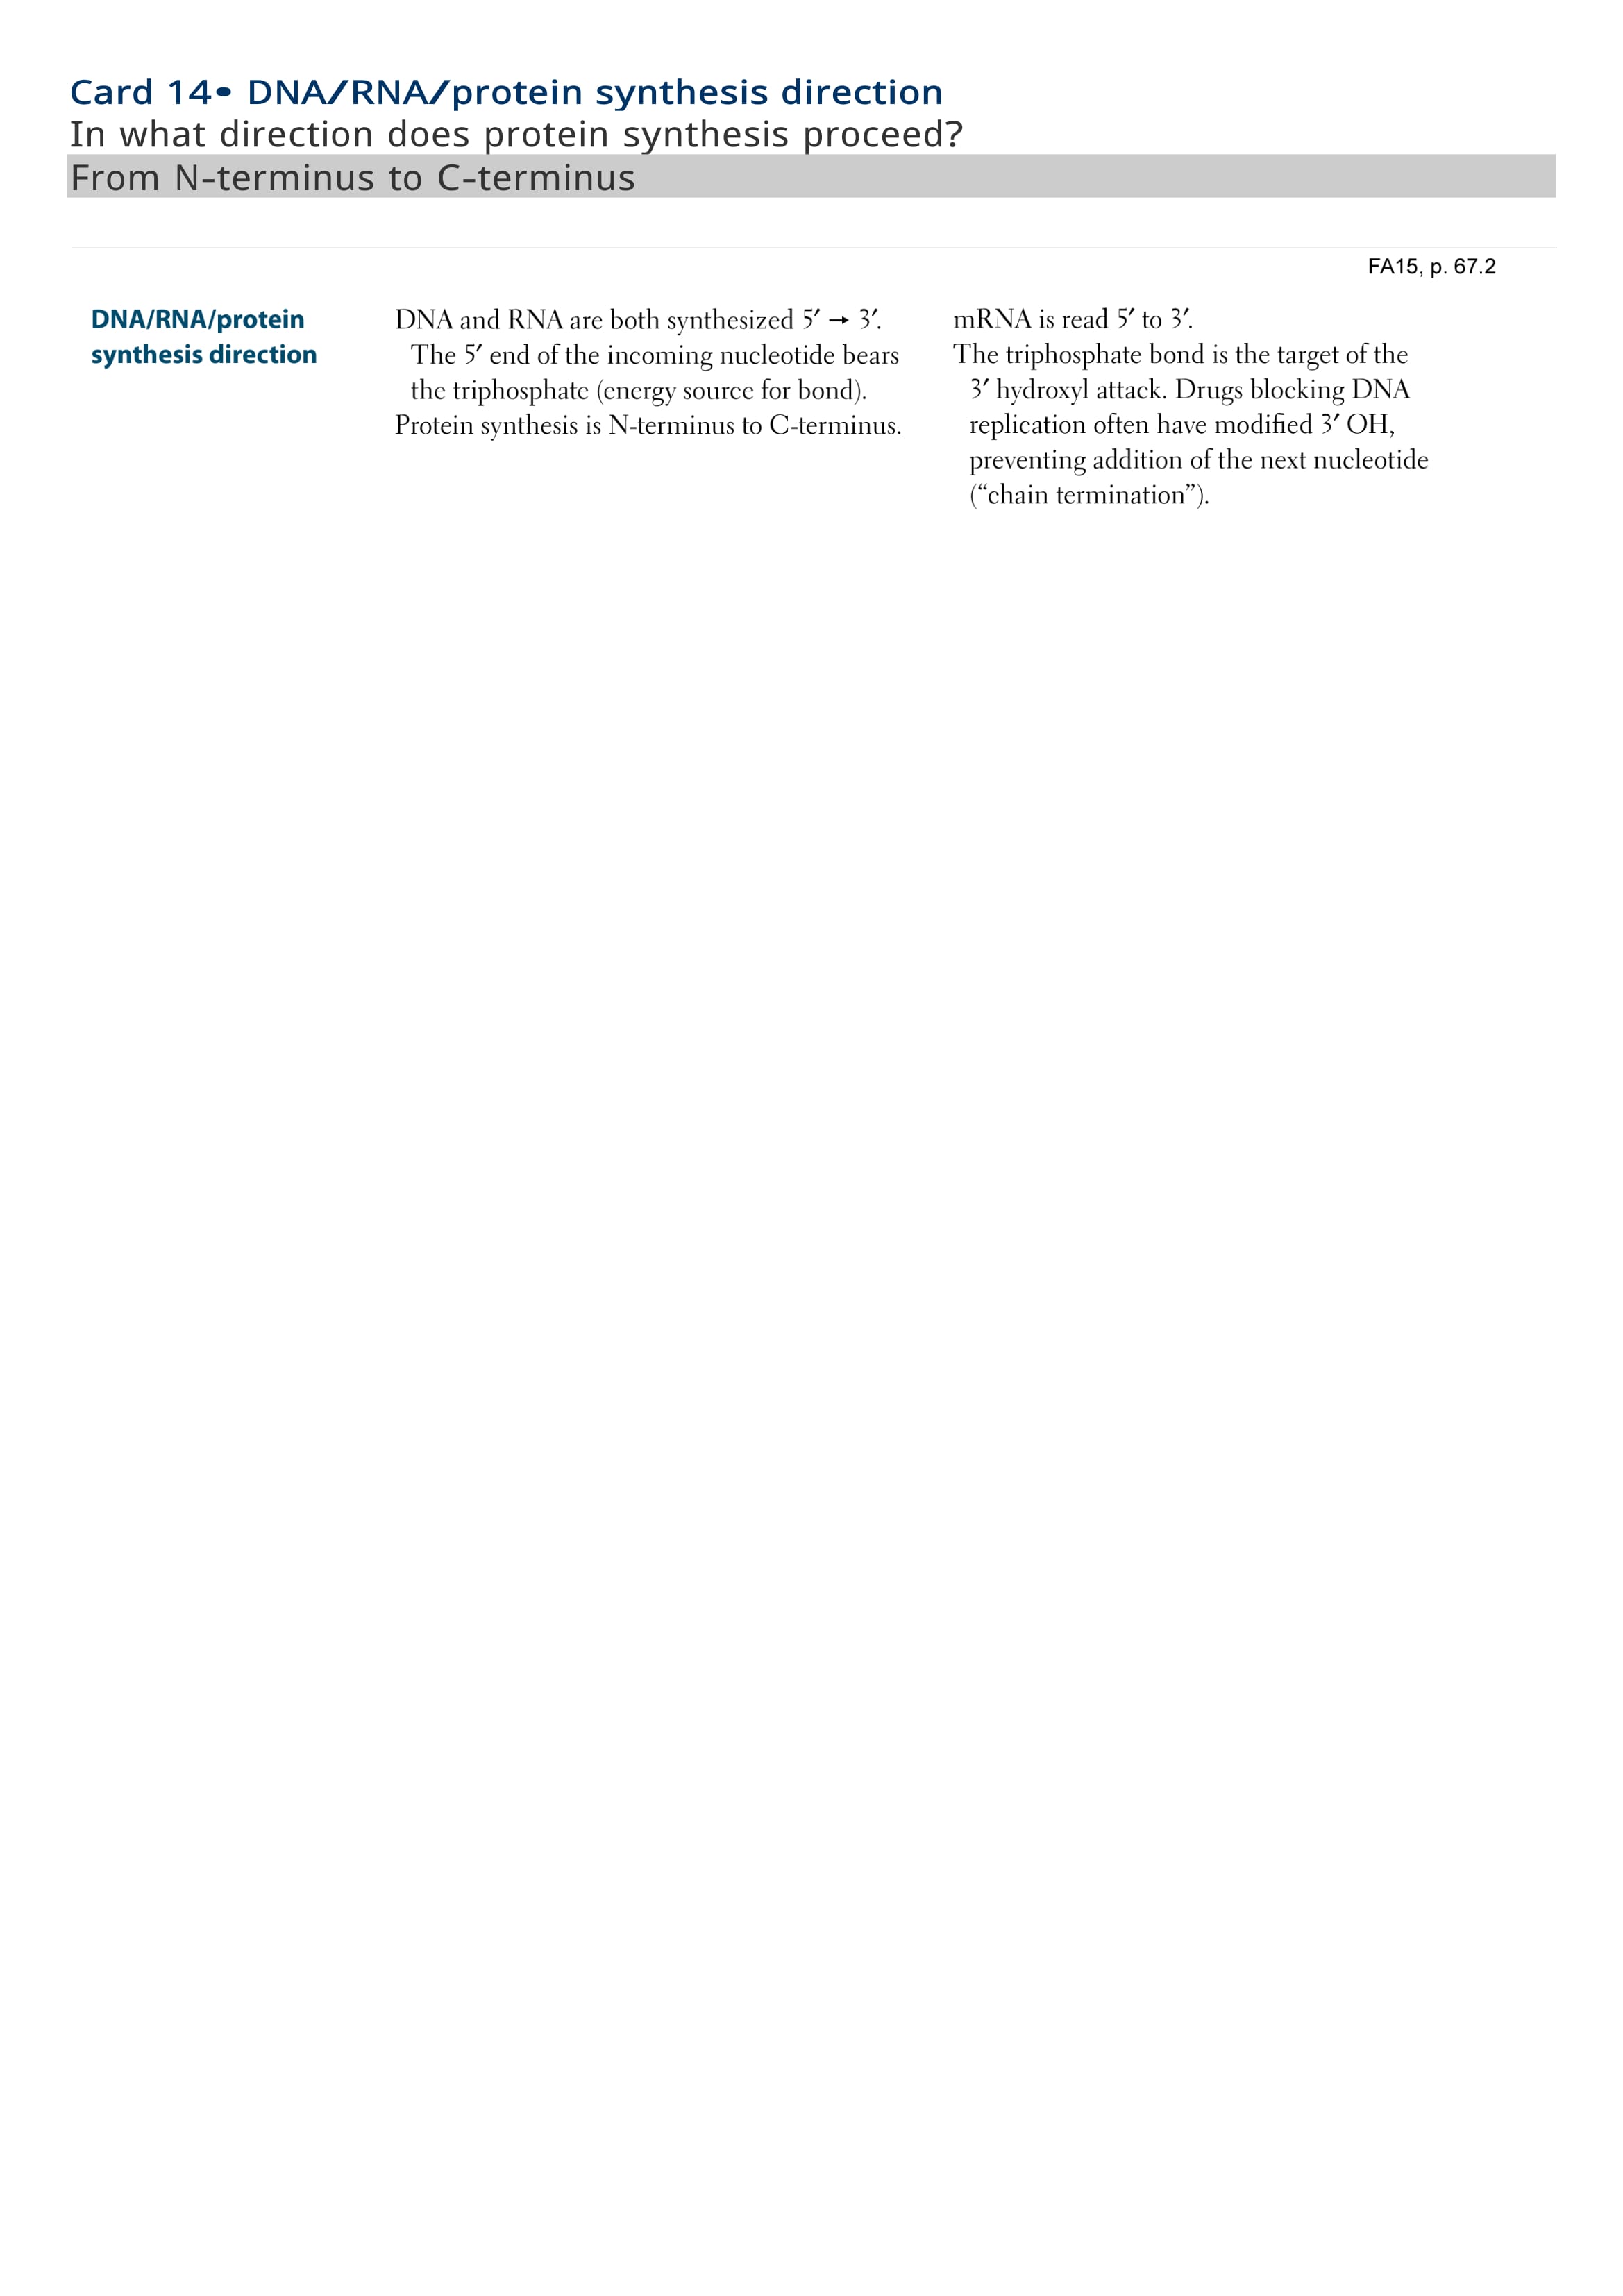 Card 14• DNA/RNA/protein synthesis direction
In what direction does protein synthesis proceed?
From N-terminus to C-terminus
FA15, p. 67.2
DNA/RNA/protein
synthesis direction
DNA and RNA are both synthesized 5′ → 3′.
The 5′ end of the incoming nucleotide bears
the triphosphate (energy source for bond).
Protein synthesis is N-terminus to C-terminus.
mRNA is read 5′ to 3′.
The triphosphate bond is the target of the
3′ hydroxyl attack. Drugs blocking DNA
replication often have modified 3′ OH,
preventing addition of the next nucleotide
(“chain termination”).